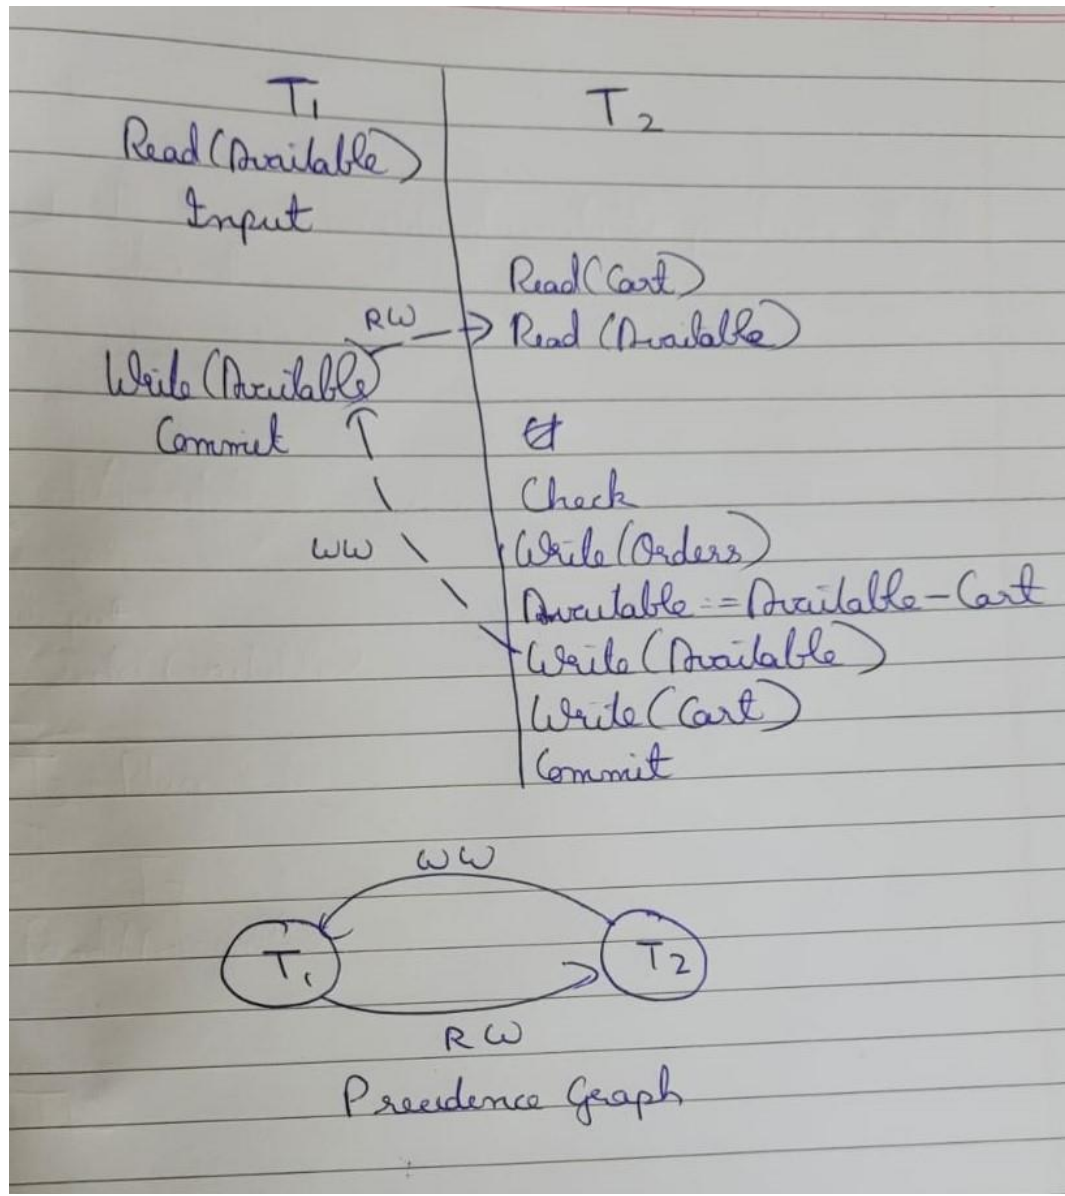 T1 T2
Read (Available)
Input
Read (Cart)
RW Read (Available)
Write (Available)
Commit
Check
WW Write (Orders)
Available := Available - Cart
Write (Available)
Write (Cart)
Commit
WW
T1 T2
RW
Precedence Graph